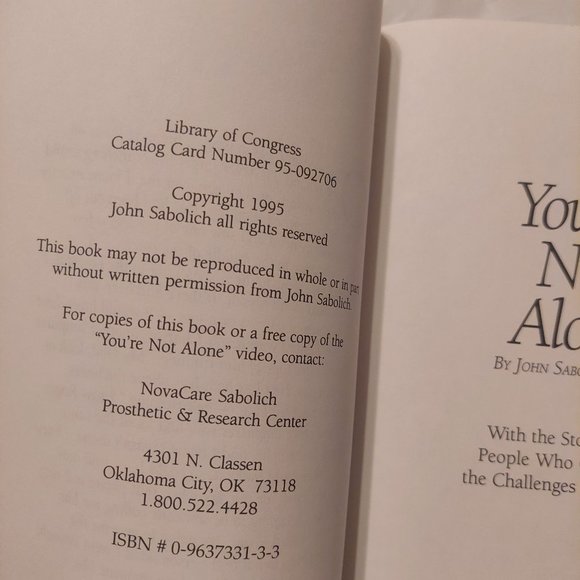 Library of Congress
Catalog Card Number 95-092706
Copyright 1995
John Sabolich all rights reserved
This book may not be reproduced in whole or in part
without written permission from John Sabolich
For copies of this book or a free copy of the
"You're Not Alone" video, contact:
NovaCare Sabolich
Prosthetic & Research Center
4301 N. Classen
Oklahoma City, OK 73118
1.800.522.4428
ISBN # 0-9637331-3-3
You
N
Alo
BY JOHN SABO
With the Sto
People Who
the Challenges